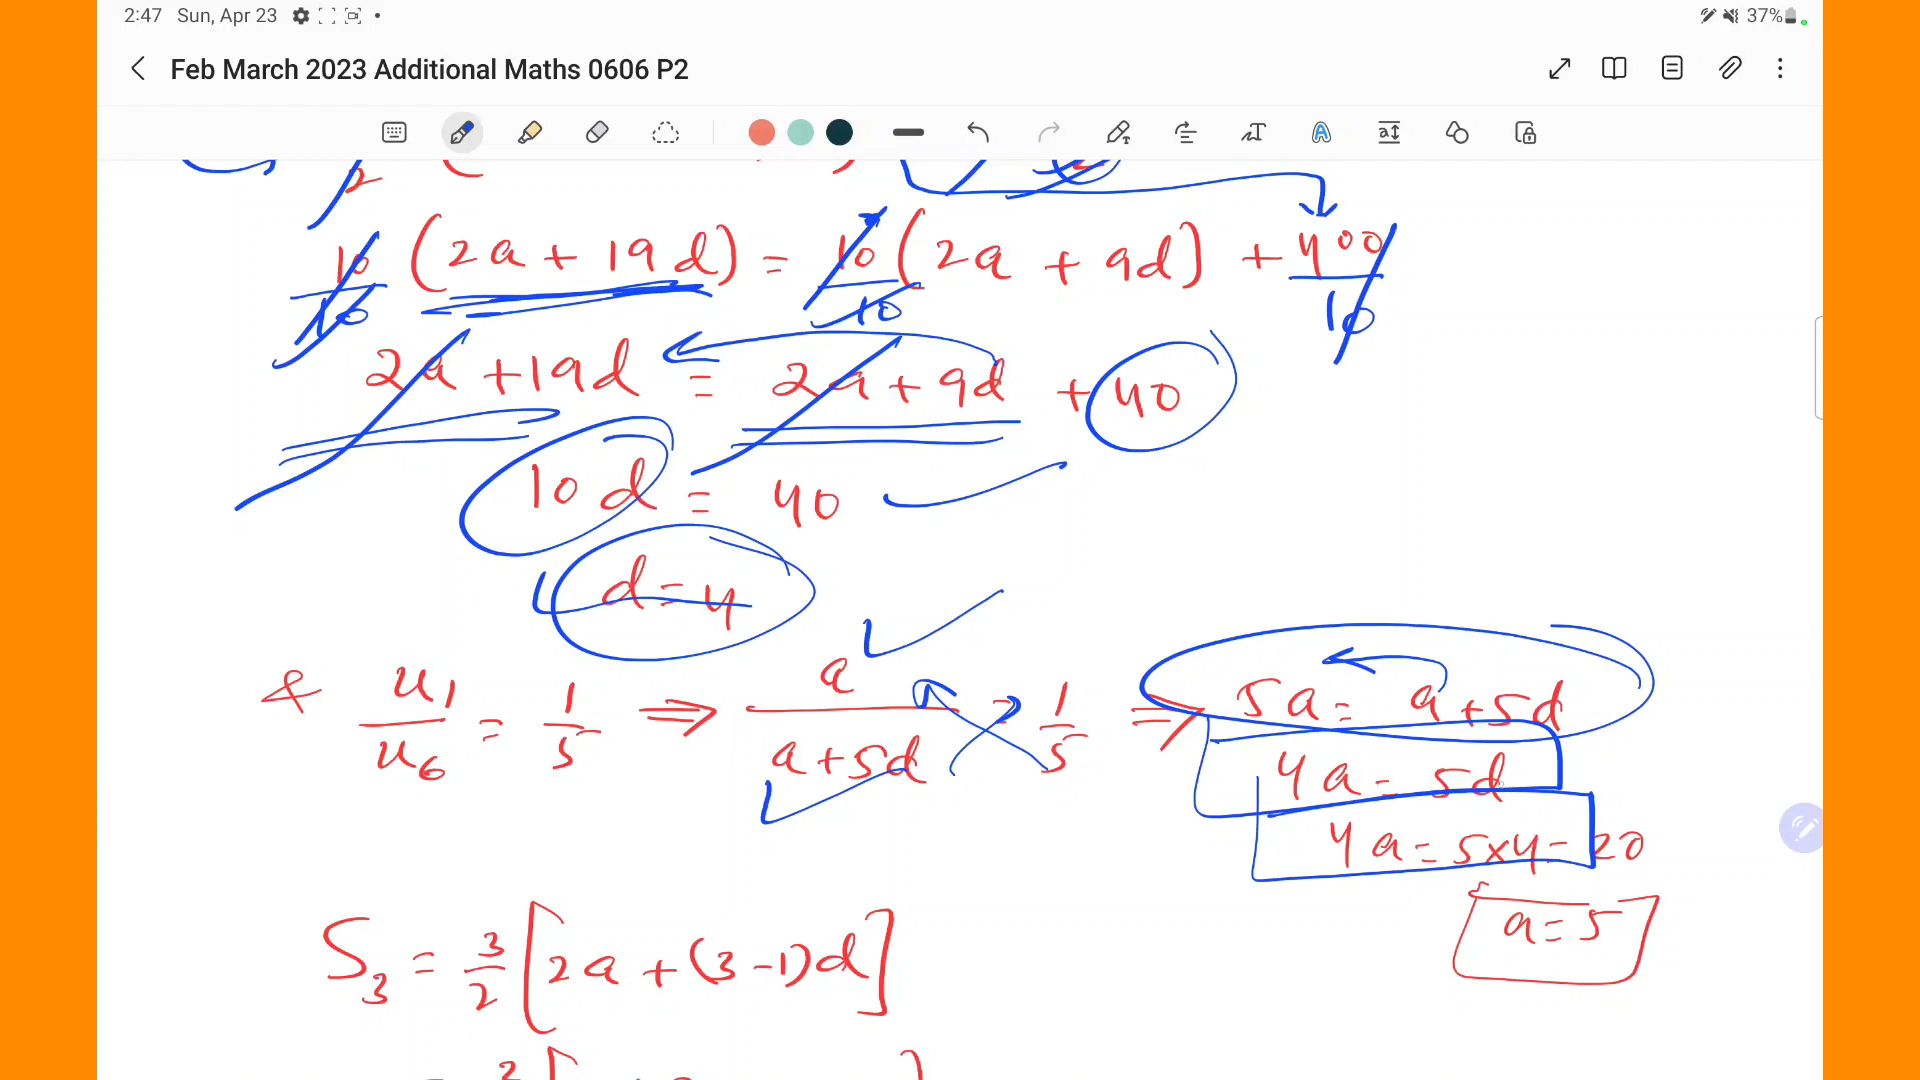 2:47 Sun, Apr 23
37%
Feb March 2023 Additional Maths 0606 P2
2
10/10 (2a + 19d) = 10/10 (2a + 9d) + 400/10
2a + 19d = 2a + 9d + 40
10d = 40
d = 4
& u₁/u₆ = 1/5 ⇒ a/(a+5d) = 1/5 ⇒ 5a = a+5d
4a = 5d
4a = 5×4 = 20
a = 5
S₃ = 3/2 [2a + (3-1)d]